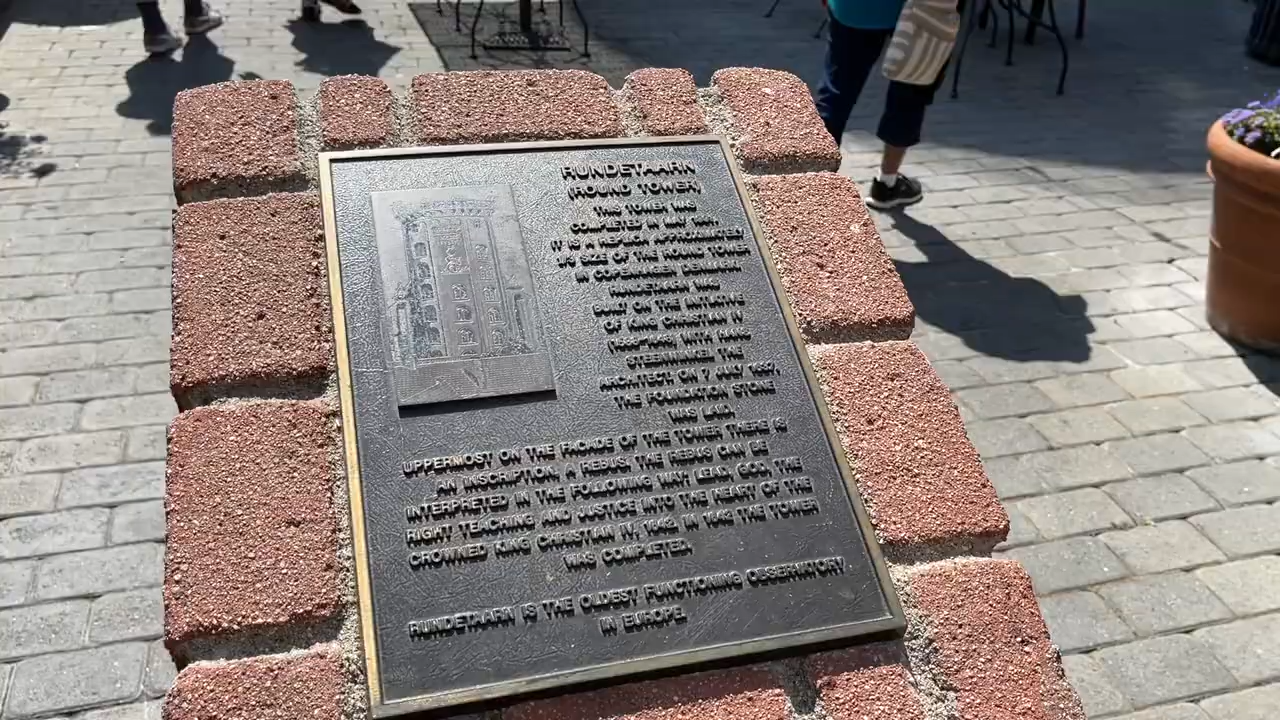 RUNDETAARN
(ROUND TOWER)
THIS TOWER WAS
COMPLETED IN MAY 1991.
IT IS A REPLICA APPROXIMATELY
1/3 SIZE OF THE ROUND TOWER
IN COPENHAGEN DENMARK
RUNDETAARN WAS
BUILT ON THE INITIATIVE
OF KING CHRISTIAN IV
WITH HANS
STEENWINKEL THE
ARCHITECT. ON 7 JULY
THE FOUNDATION STONE
WAS LAID.
UPPERMOST ON THE FACADE OF THE TOWER THERE IS
AN INSCRIPTION, A REBUS. THE REBUS CAN BE
INTERPRETED IN THE FOLLOWING WAY: LEAD, GOD, THE
RIGHT TEACHING AND JUSTICE INTO THE HEART OF THE
CROWNED KING CHRISTIAN IV, 1642. IN 1642 THE TOWER
WAS COMPLETED.
RUNDETAARN IS THE OLDEST FUNCTIONING OBSERVATORY
IN EUROPE.